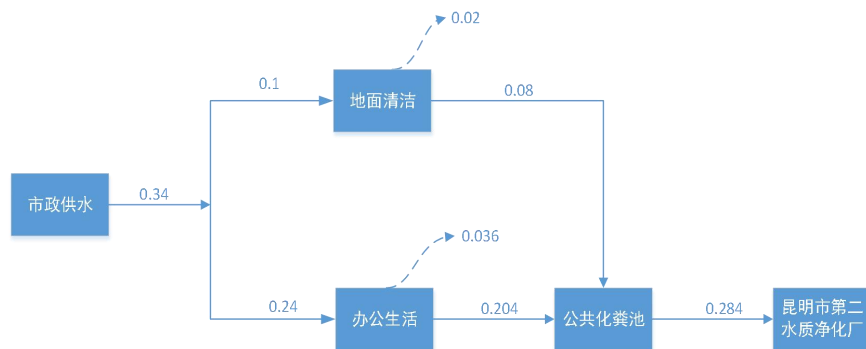 0.02
0.1
地面清洁
0.08
市政供水
0.34
0.036
0.24
办公生活
0.204
公共化粪池
0.284
昆明市第二
水质净化厂